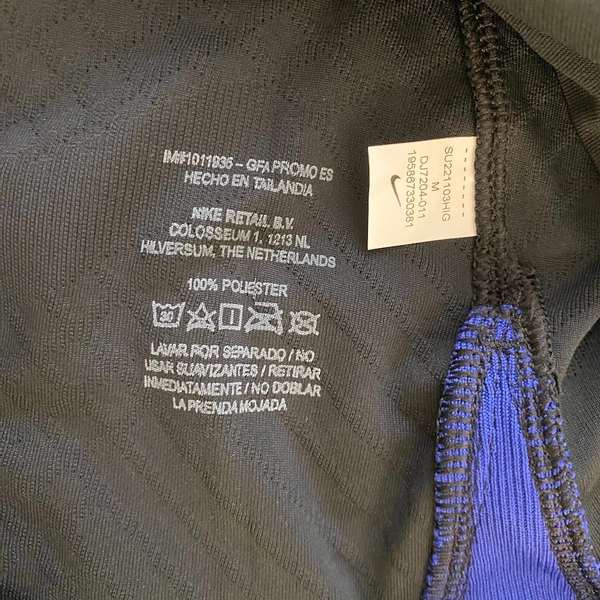 IM#1011936 – GFA PROMO ES
HECHO EN TAILANDIA
NIKE RETAIL B.V.
COLOSSEUM 1, 1213 NL
HILVERSUM, THE NETHERLANDS
100% POLIESTER
30
LAVAR POR SEPARADO / NO
USAR SUAVIZANTES / RETIRAR
INMEDIATAMENTE / NO DOBLAR
LA PRENDA MOJADA
SU221103HIG
M
DJ7204-011
195867330381